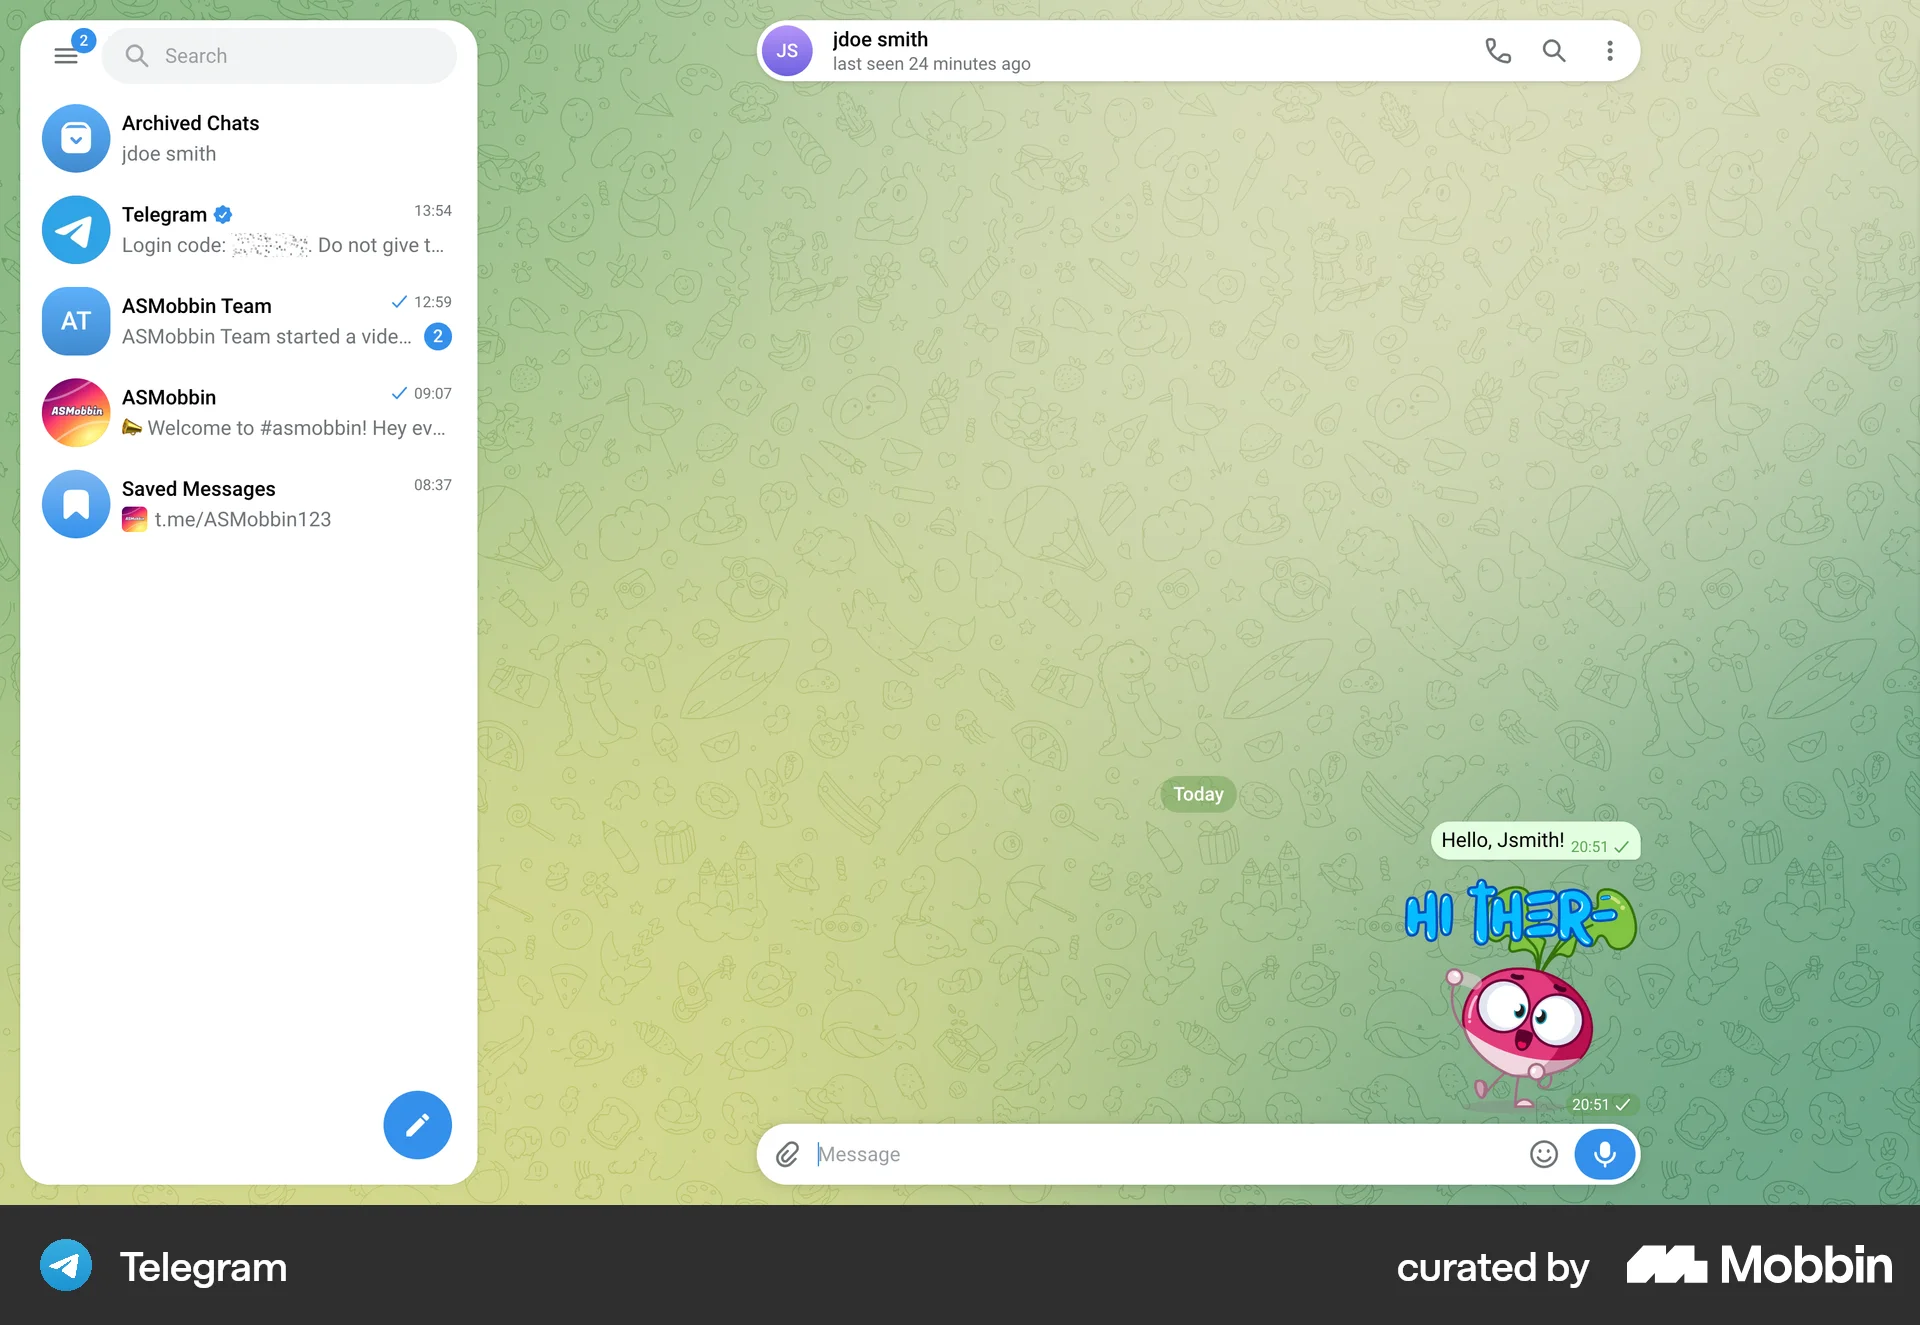 2
Search
Archived Chats
jdoe smith
Telegram
13:54
Login code: . Do not give t...
ASMobbin Team
12:59
AT
ASMobbin Team started a vide...
2
ASMobbin
09:07
ASMobbin
Welcome to #asmobbin! Hey ev...
Saved Messages
08:37
t.me/ASMobbin123
JS
jdoe smith
last seen 24 minutes ago
Today
Hello, Jsmith! 20:51
HI THER
20:51
Message
Telegram
curated by Mobbin